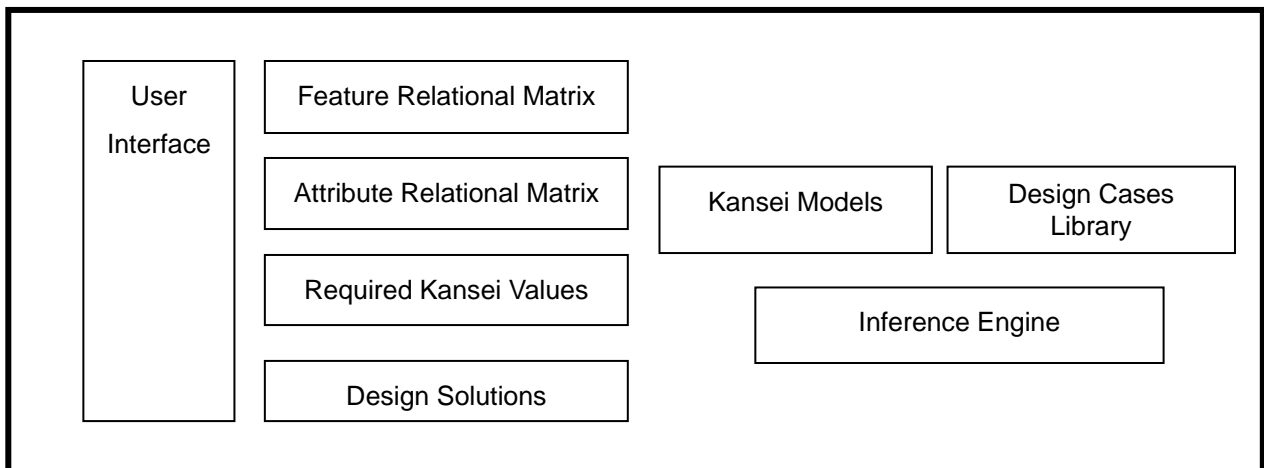 User
Interface
Feature Relational Matrix
Attribute Relational Matrix
Required Kansei Values
Design Solutions
Kansei Models
Design Cases
Library
Inference Engine